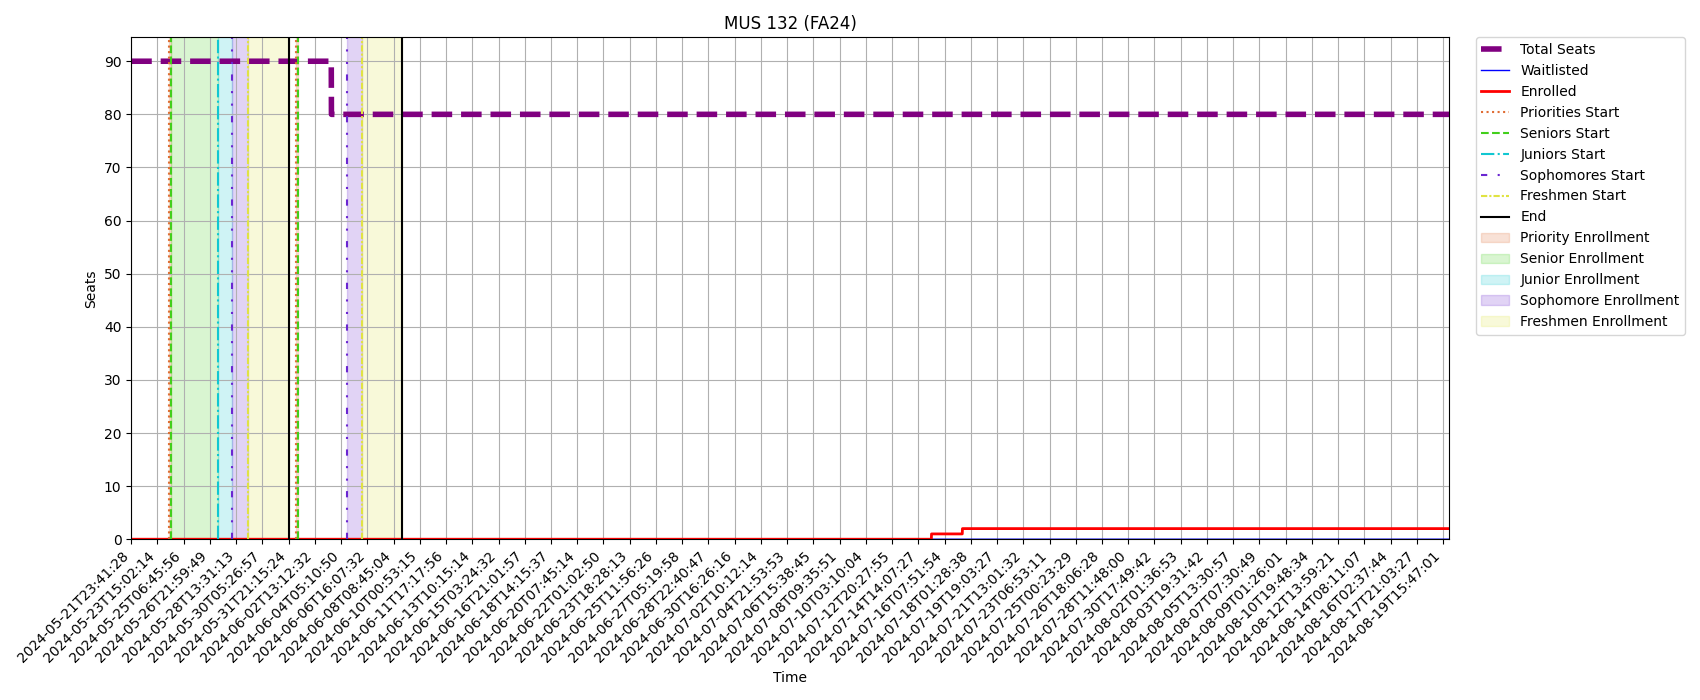 MUS 132 (FA24)
Seats
90
80
70
60
50
40
30
20
10
0
2024-05-21T23:41:28
2024-05-23T15:02:14
2024-05-25T06:45:56
2024-05-26T21:59:49
2024-05-28T13:31:13
2024-05-30T05:26:57
2024-05-31T21:15:24
2024-06-02T13:12:32
2024-06-04T05:10:50
2024-06-06T16:07:32
2024-06-08T08:45:04
2024-06-10T00:53:15
2024-06-11T17:17:56
2024-06-13T10:15:14
2024-06-15T03:24:32
2024-06-16T21:01:57
2024-06-18T14:15:37
2024-06-20T07:45:14
2024-06-22T01:02:50
2024-06-23T18:28:13
2024-06-25T11:56:26
2024-06-27T05:19:58
2024-06-28T22:40:47
2024-06-30T16:26:16
2024-07-02T10:12:14
2024-07-04T21:53:53
2024-07-06T15:38:45
2024-07-08T09:35:51
2024-07-10T03:10:04
2024-07-12T20:27:55
2024-07-14T14:07:27
2024-07-16T07:51:54
2024-07-18T01:28:38
2024-07-19T19:03:27
2024-07-21T13:01:32
2024-07-23T06:53:11
2024-07-25T00:23:29
2024-07-26T18:06:28
2024-07-28T11:48:00
2024-07-30T17:49:42
2024-08-02T01:36:53
2024-08-03T19:31:42
2024-08-05T13:30:57
2024-08-07T07:30:49
2024-08-09T01:26:01
2024-08-10T19:48:34
2024-08-12T13:59:21
2024-08-14T08:11:07
2024-08-16T02:37:44
2024-08-17T21:03:27
2024-08-19T15:47:01
Time
Total Seats
Waitlisted
Enrolled
Priorities Start
Seniors Start
Juniors Start
Sophomores Start
Freshmen Start
End
Priority Enrollment
Senior Enrollment
Junior Enrollment
Sophomore Enrollment
Freshmen Enrollment